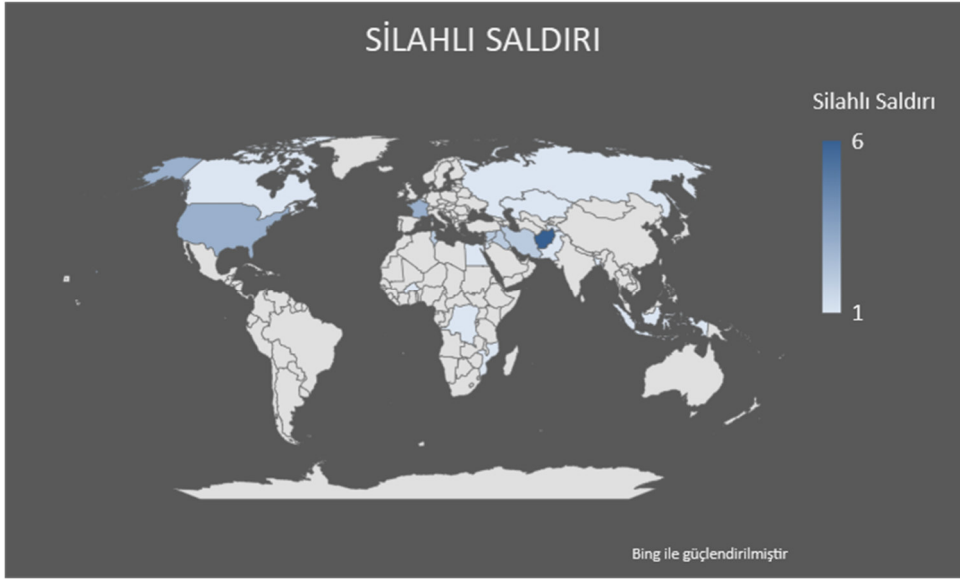 SİLAHLI SALDIRI
Silahlı Saldırı
6
1
Bing ile güçlendirilmiştir